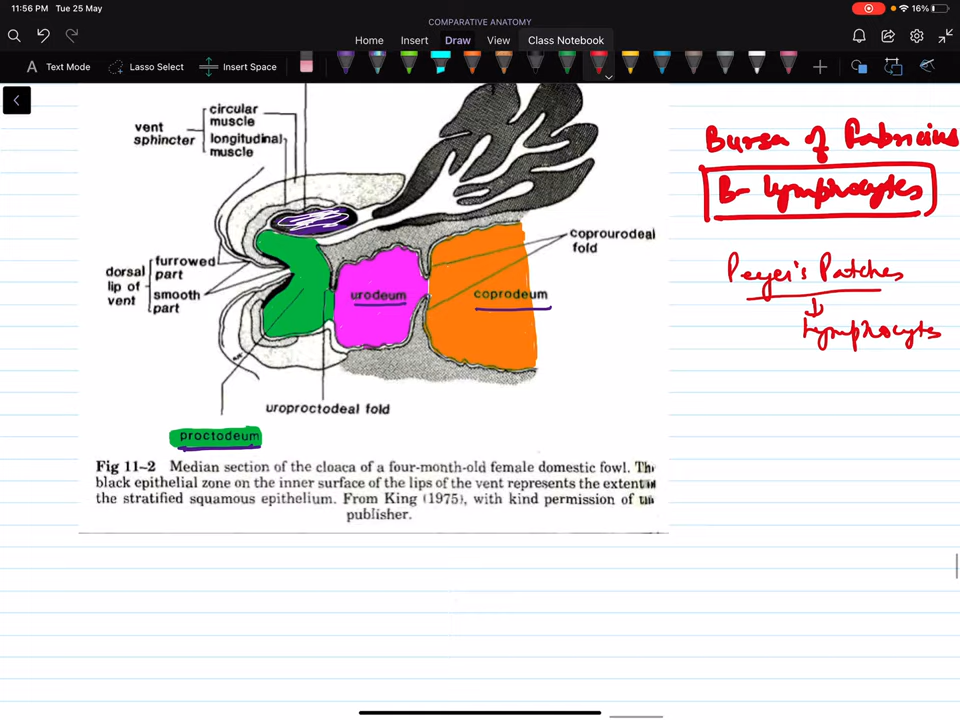 11:56 PM Tue 25 May
16%
COMPARATIVE ANATOMY
Home Insert Draw View Class Notebook
Text Mode Lasso Select Insert Space
circular
muscle
vent
sphincter
longitudinal
muscle
furrowed
part
dorsal
lip of
vent
smooth
part
urodeum
coprodeum
coprourodeal
fold
uroproctodeal fold
proctodeum
Fig 11–2 Median section of the cloaca of a four-month-old female domestic fowl. The
black epithelial zone on the inner surface of the lips of the vent represents the extent of
the stratified squamous epithelium. From King (1975), with kind permission of the
publisher.
Bursa of Fabricius
B- lymphocytes
Peyer's Patches
Lymphocytes